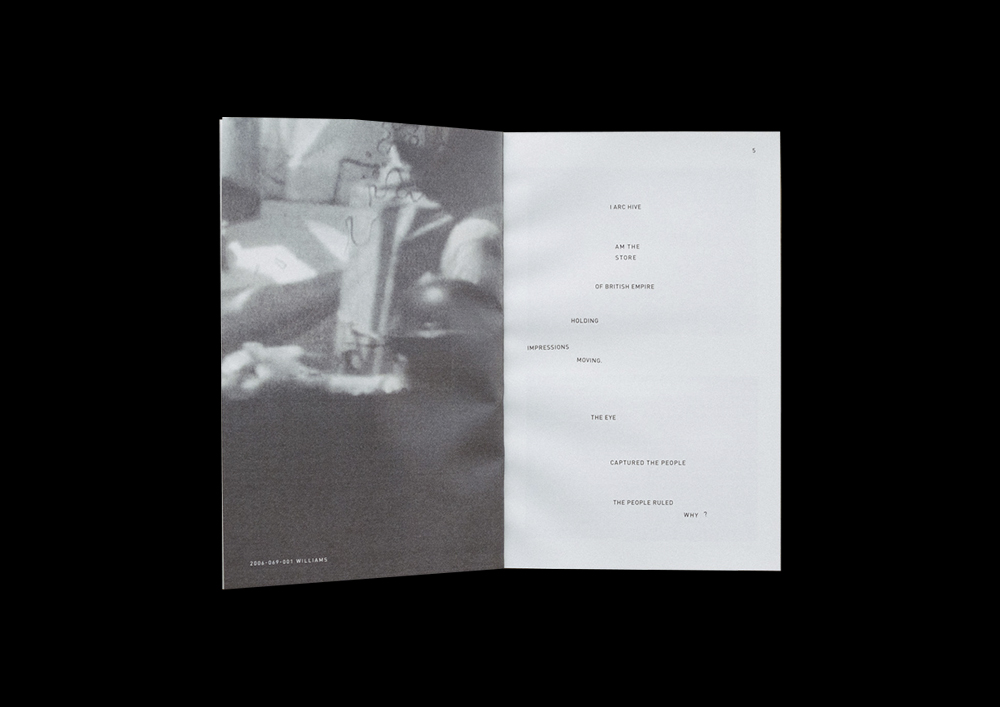 2006-069-001 WILLIAMS
5
I ARC HIVE
AM THE
STORE
OF BRITISH EMPIRE
HOLDING
IMPRESSIONS
MOVING.
THE EYE
CAPTURED THE PEOPLE
THE PEOPLE RULED
WHY